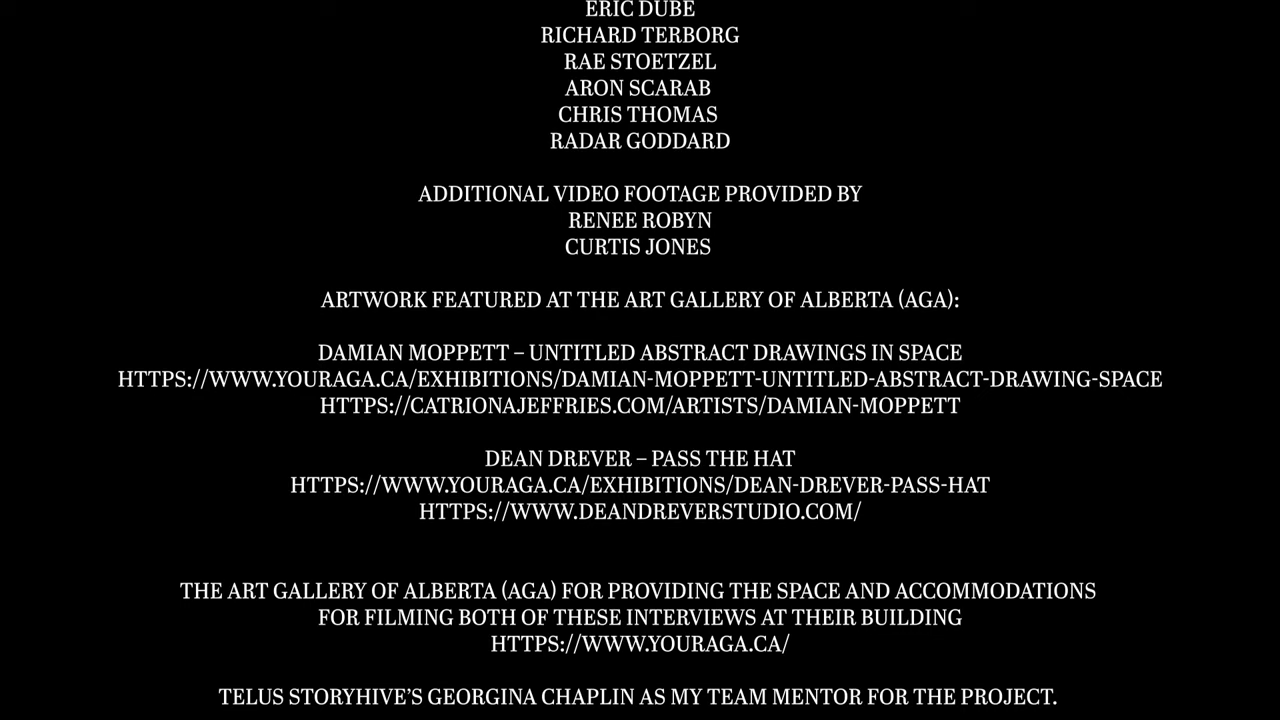 ERIC DUBE
RICHARD TERBORG
RAE STOETZEL
ARON SCARAB
CHRIS THOMAS
RADAR GODDARD
ADDITIONAL VIDEO FOOTAGE PROVIDED BY
RENEE ROBYN
CURTIS JONES
ARTWORK FEATURED AT THE ART GALLERY OF ALBERTA (AGA):
DAMIAN MOPPETT – UNTITLED ABSTRACT DRAWINGS IN SPACE
HTTPS://WWW.YOURAGA.CA/EXHIBITIONS/DAMIAN-MOPPETT-UNTITLED-ABSTRACT-DRAWING-SPACE
HTTPS://CATRIONAJEFFRIES.COM/ARTISTS/DAMIAN-MOPPETT
DEAN DREVER – PASS THE HAT
HTTPS://WWW.YOURAGA.CA/EXHIBITIONS/DEAN-DREVER-PASS-HAT
HTTPS://WWW.DEANDREVERSTUDIO.COM/
THE ART GALLERY OF ALBERTA (AGA) FOR PROVIDING THE SPACE AND ACCOMMODATIONS
FOR FILMING BOTH OF THESE INTERVIEWS AT THEIR BUILDING
HTTPS://WWW.YOURAGA.CA/
TELUS STORYHIVE'S GEORGINA CHAPLIN AS MY TEAM MENTOR FOR THE PROJECT.